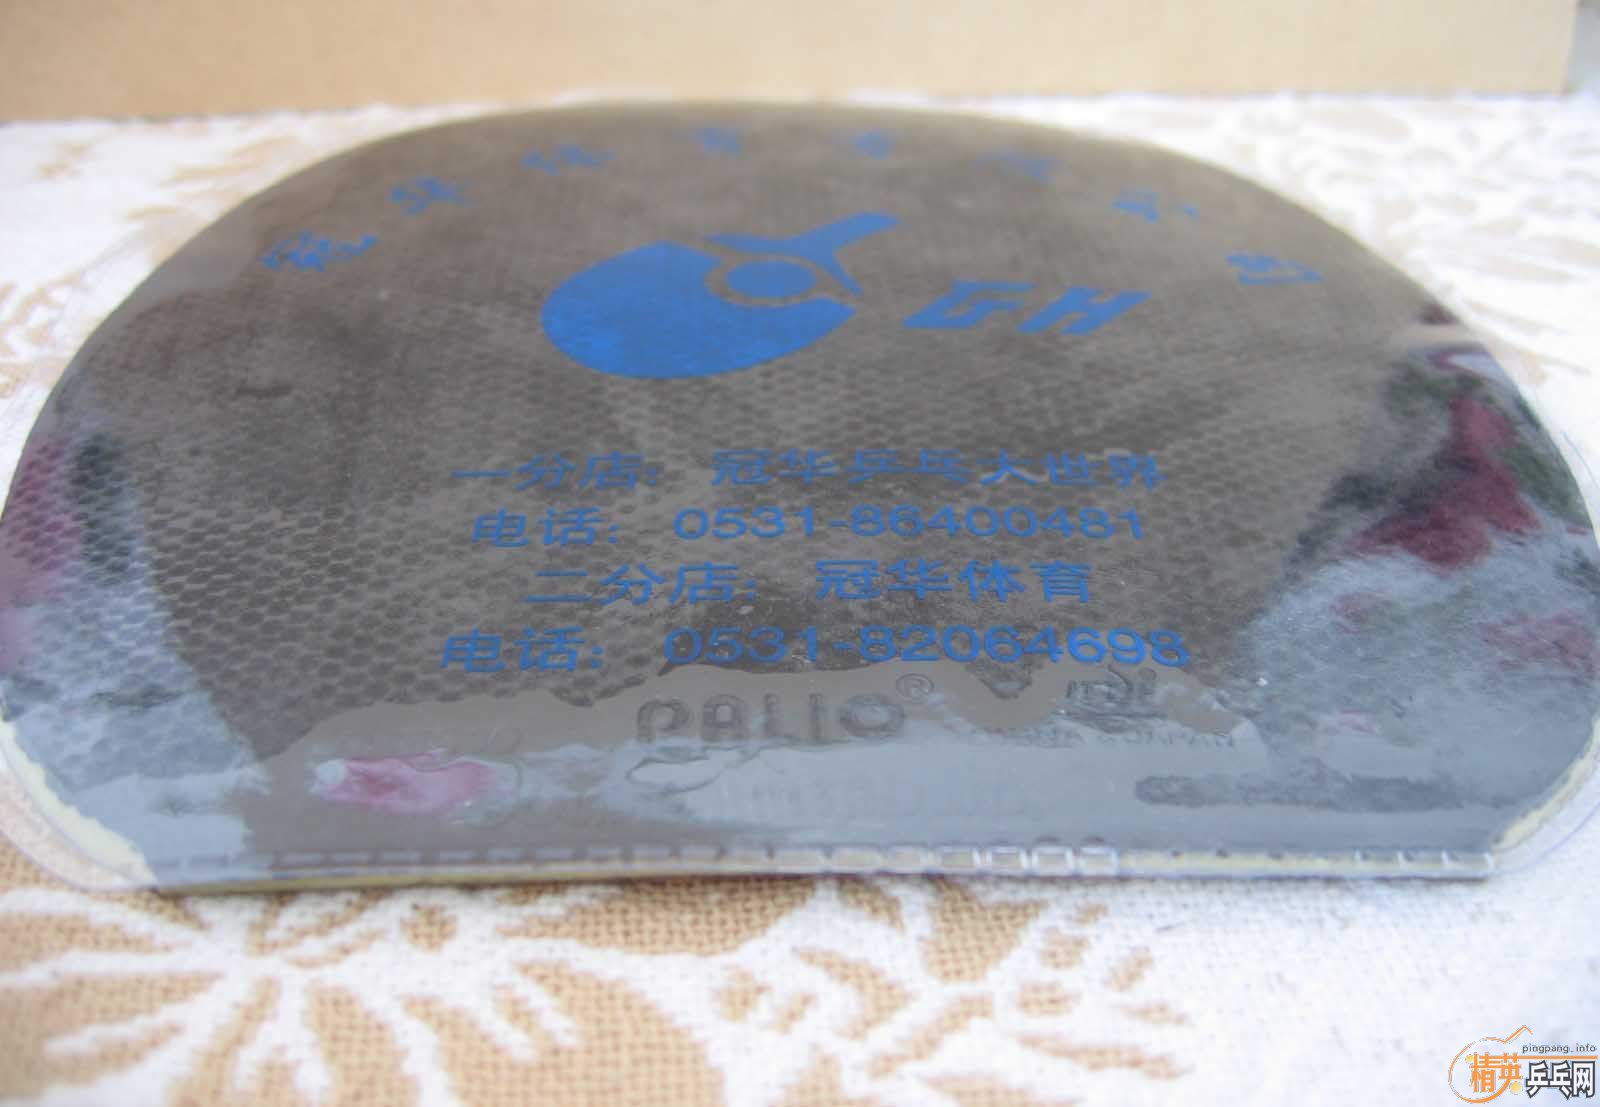 GH
一分店：冠华乒乓大世界
电话：0531-86400481
二分店：冠华体育
电话：0531-82064698
PALIO®
pingpang.info
精英乒乓网